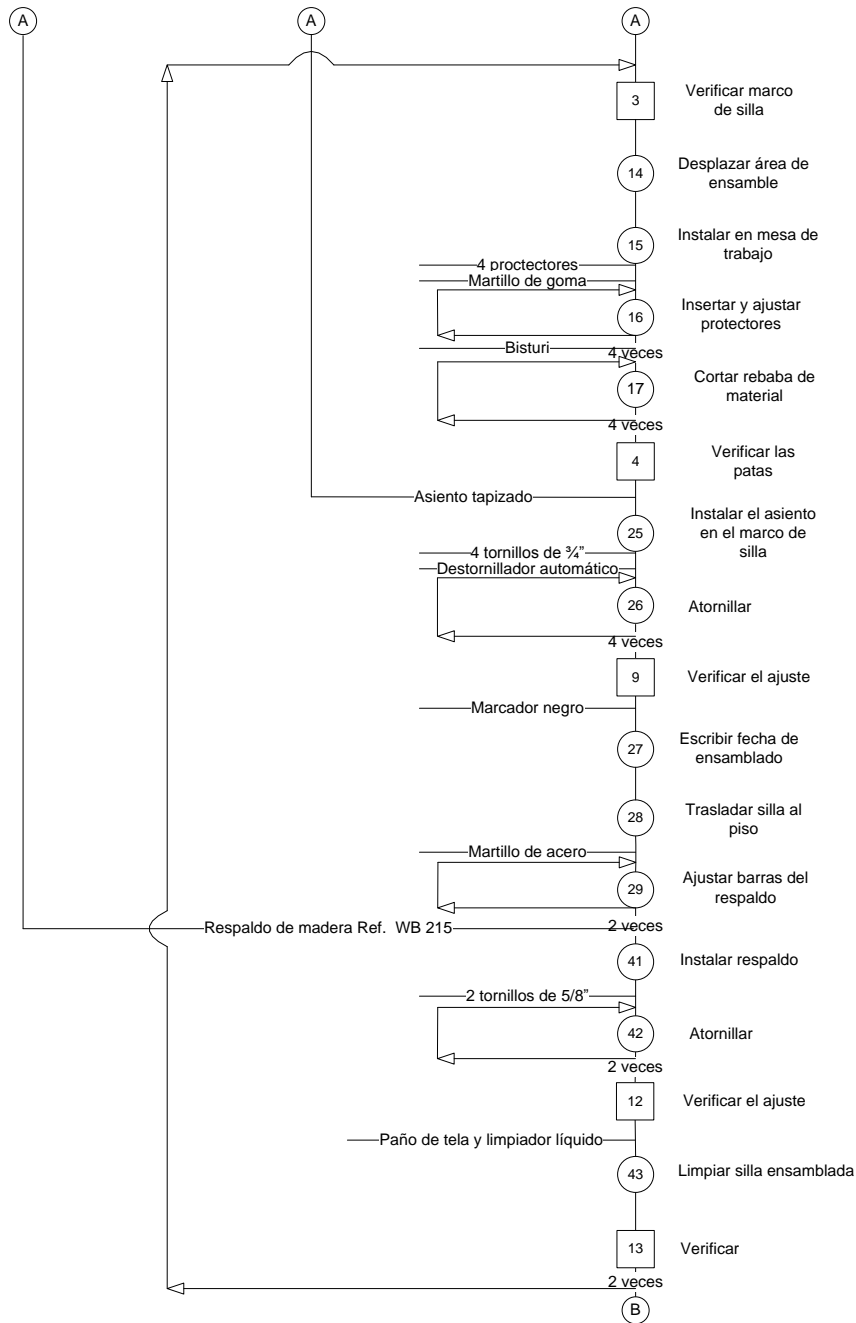 A
A
A
3
Verificar marco
de silla
14
Desplazar área de
ensamble
15
Instalar en mesa de
trabajo
4 proctectores
Martillo de goma
16
Insertar y ajustar
protectores
4 veces
Bisturi
17
Cortar rebaba de
material
4 veces
4
Verificar las
patas
Asiento tapizado
25
Instalar el asiento
en el marco de
silla
4 tornillos de ¾”
Destornillador automático
26
Atornillar
4 veces
9
Verificar el ajuste
Marcador negro
27
Escribir fecha de
ensamblado
28
Trasladar silla al
piso
Martillo de acero
29
Ajustar barras del
respaldo
2 veces
Respaldo de madera Ref. WB 215
41
Instalar respaldo
2 tornillos de 5/8”
42
Atornillar
2 veces
12
Verificar el ajuste
Paño de tela y limpiador líquido
43
Limpiar silla ensamblada
13
Verificar
2 veces
B